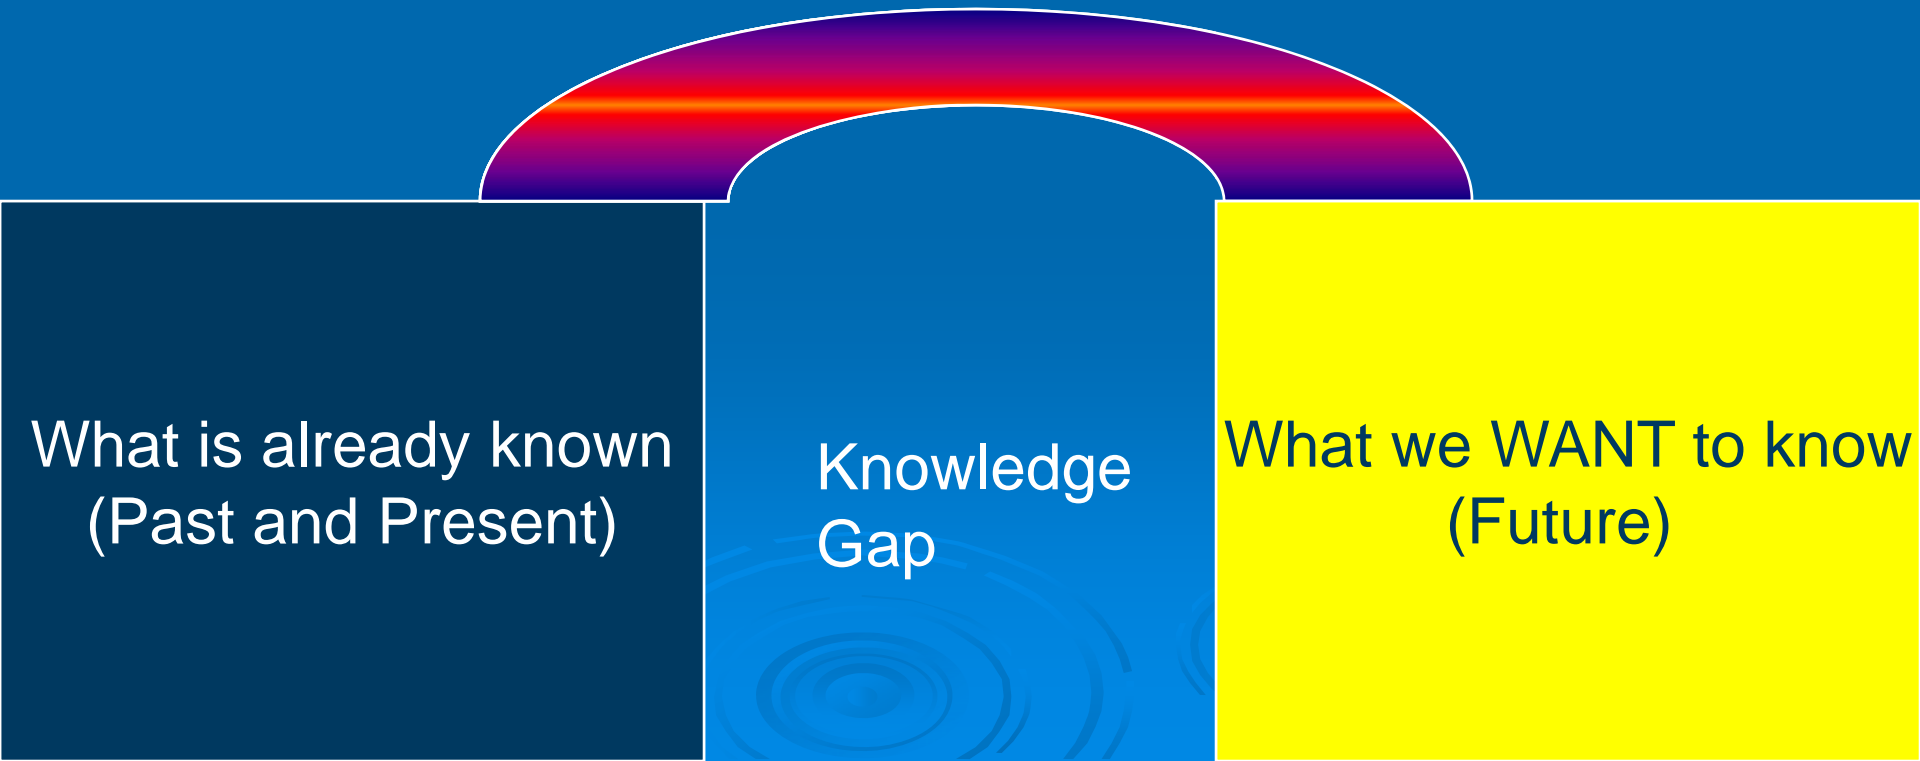 What is already known
(Past and Present)
Knowledge
Gap
What we WANT to know
(Future)